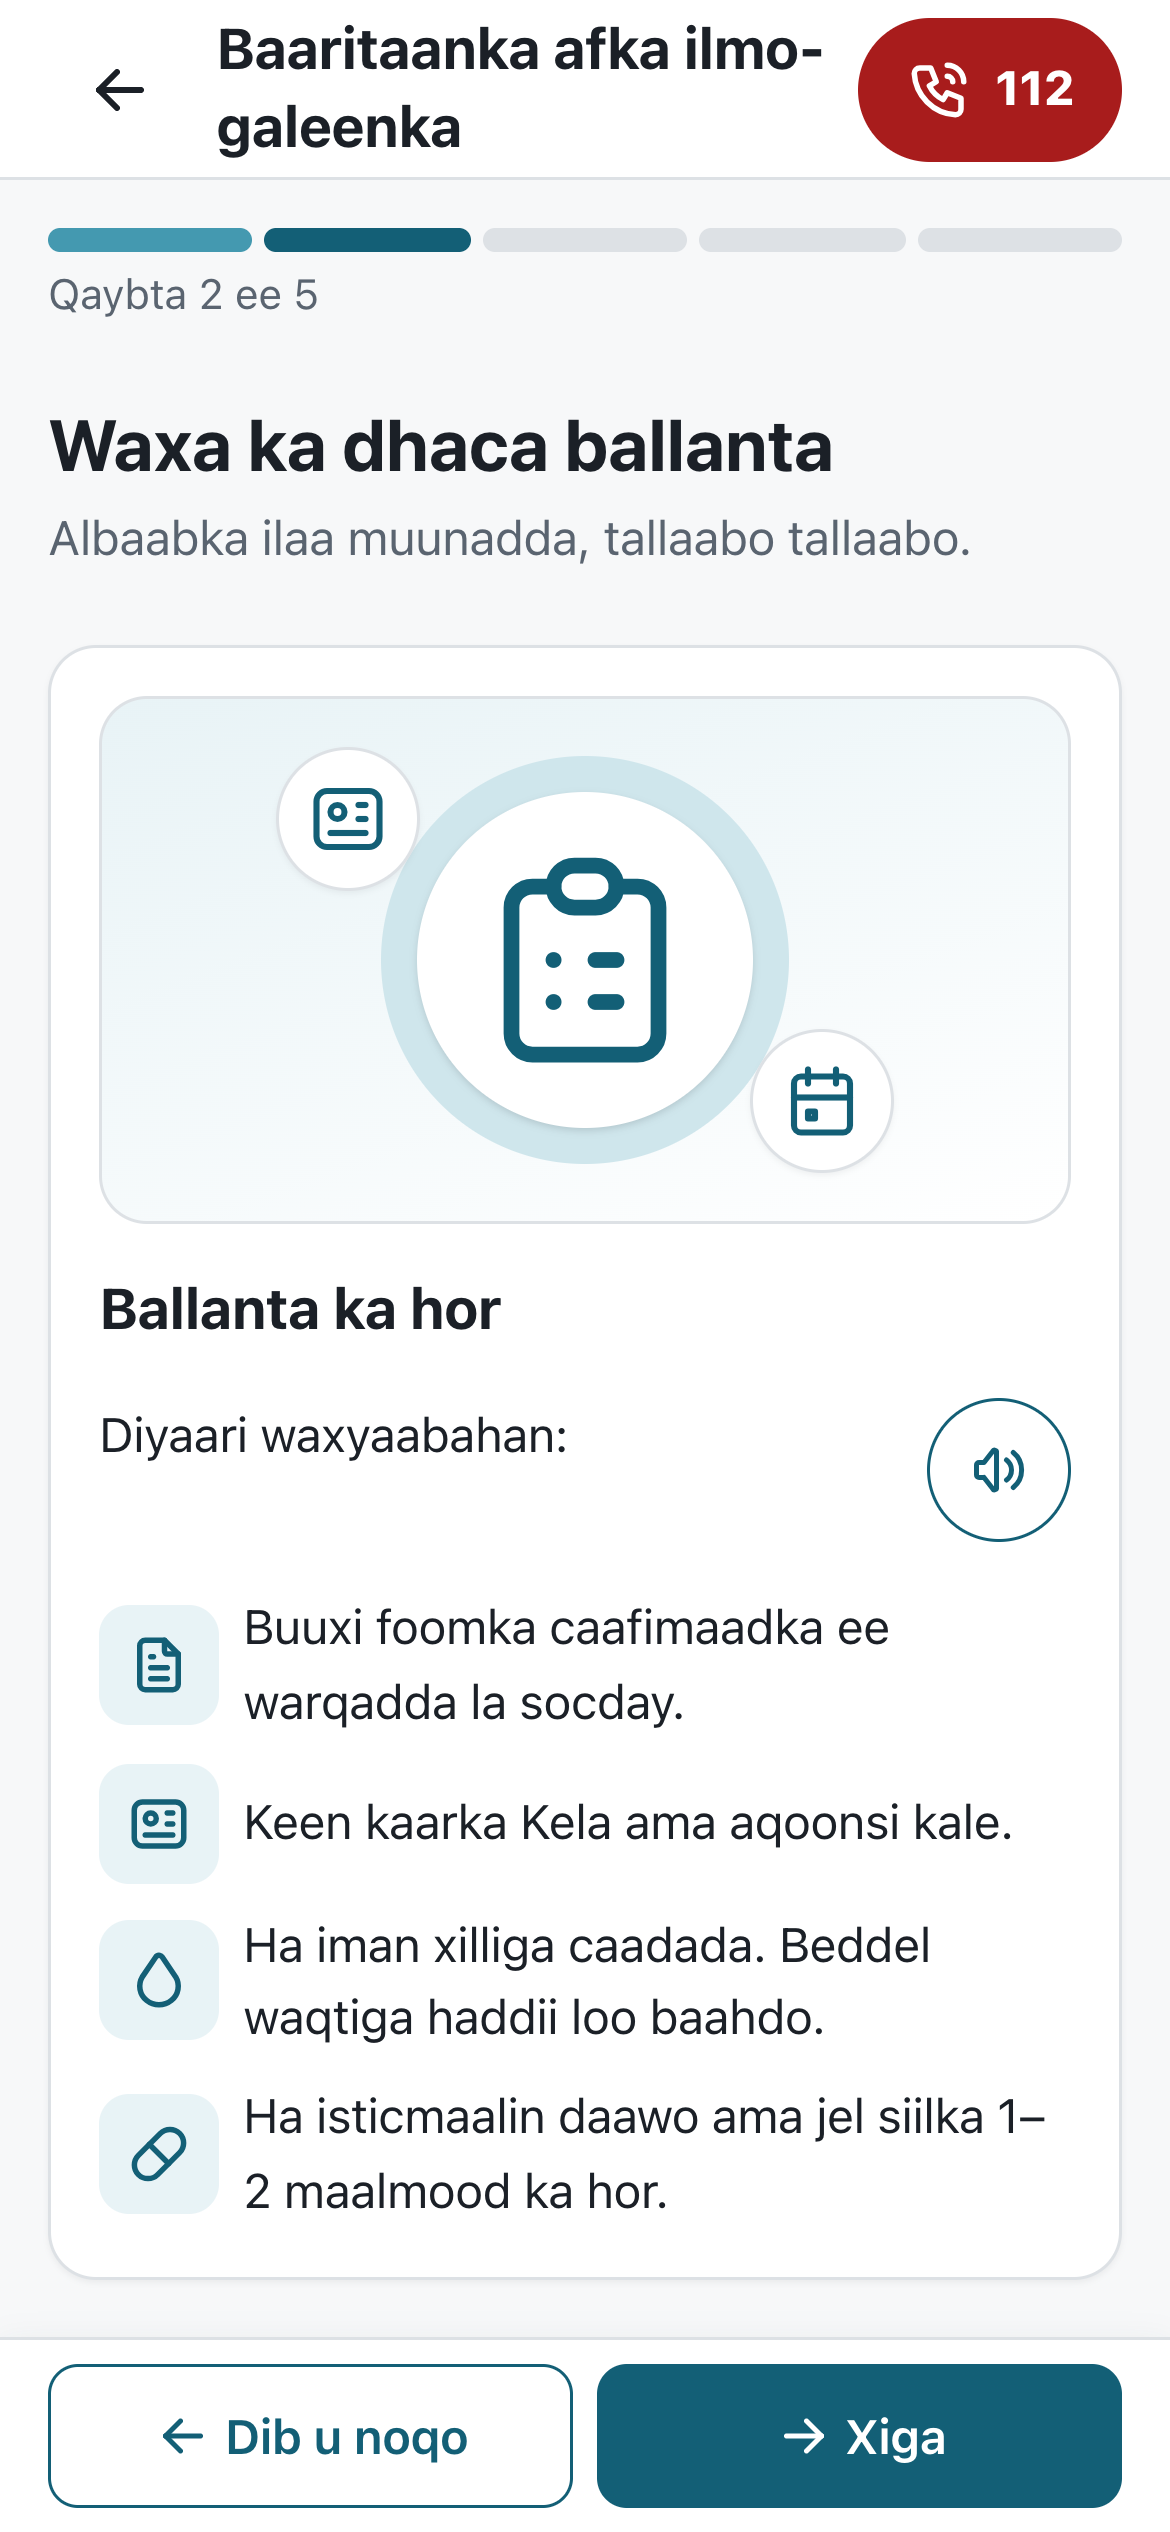 Baaritaanka afka ilmo-
galeenka
112
Qaybta 2 ee 5
Waxa ka dhaca ballanta
Albaabka ilaa muunadda, tallaabo tallaabo.
Ballanta ka hor
Diyaari waxyaabahan:
Buuxi foomka caafimaadka ee
warqadda la socday.
Keen kaarka Kela ama aqoonsi kale.
Ha iman xilliga caadada. Beddel
waqtiga haddii loo baahdo.
Ha isticmaalin daawo ama jel siilka 1–
2 maalmood ka hor.
Dib u noqo
Xiga